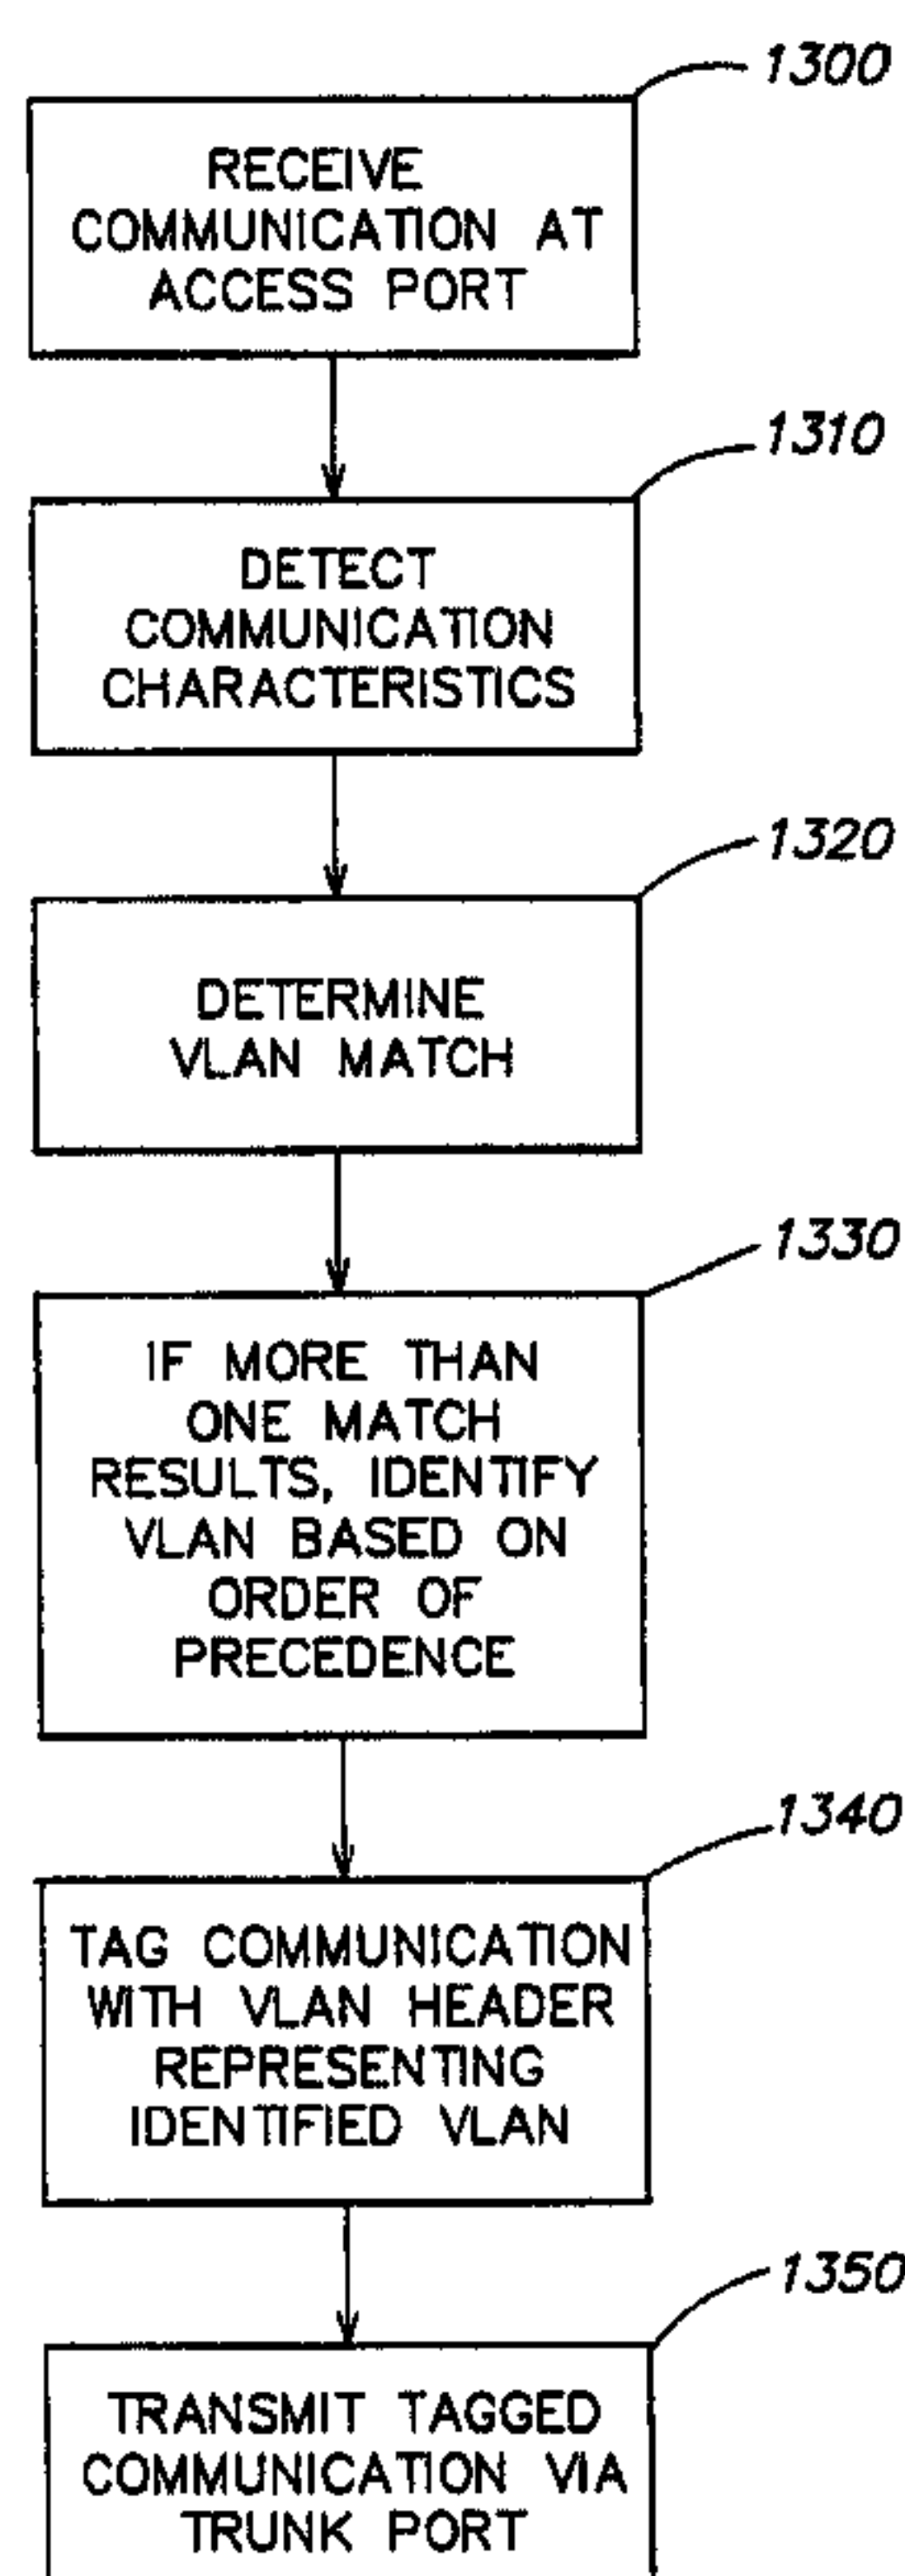 1300
RECEIVE
COMMUNICATION AT
ACCESS PORT
1310
DETECT
COMMUNICATION
CHARACTERISTICS
1320
DETERMINE
VLAN MATCH
1330
IF MORE THAN
ONE MATCH
RESULTS, IDENTIFY
VLAN BASED ON
ORDER OF
PRECEDENCE
1340
TAG COMMUNICATION
WITH VLAN HEADER
REPRESENTING
IDENTIFIED VLAN
1350
TRANSMIT TAGGED
COMMUNICATION VIA
TRUNK PORT